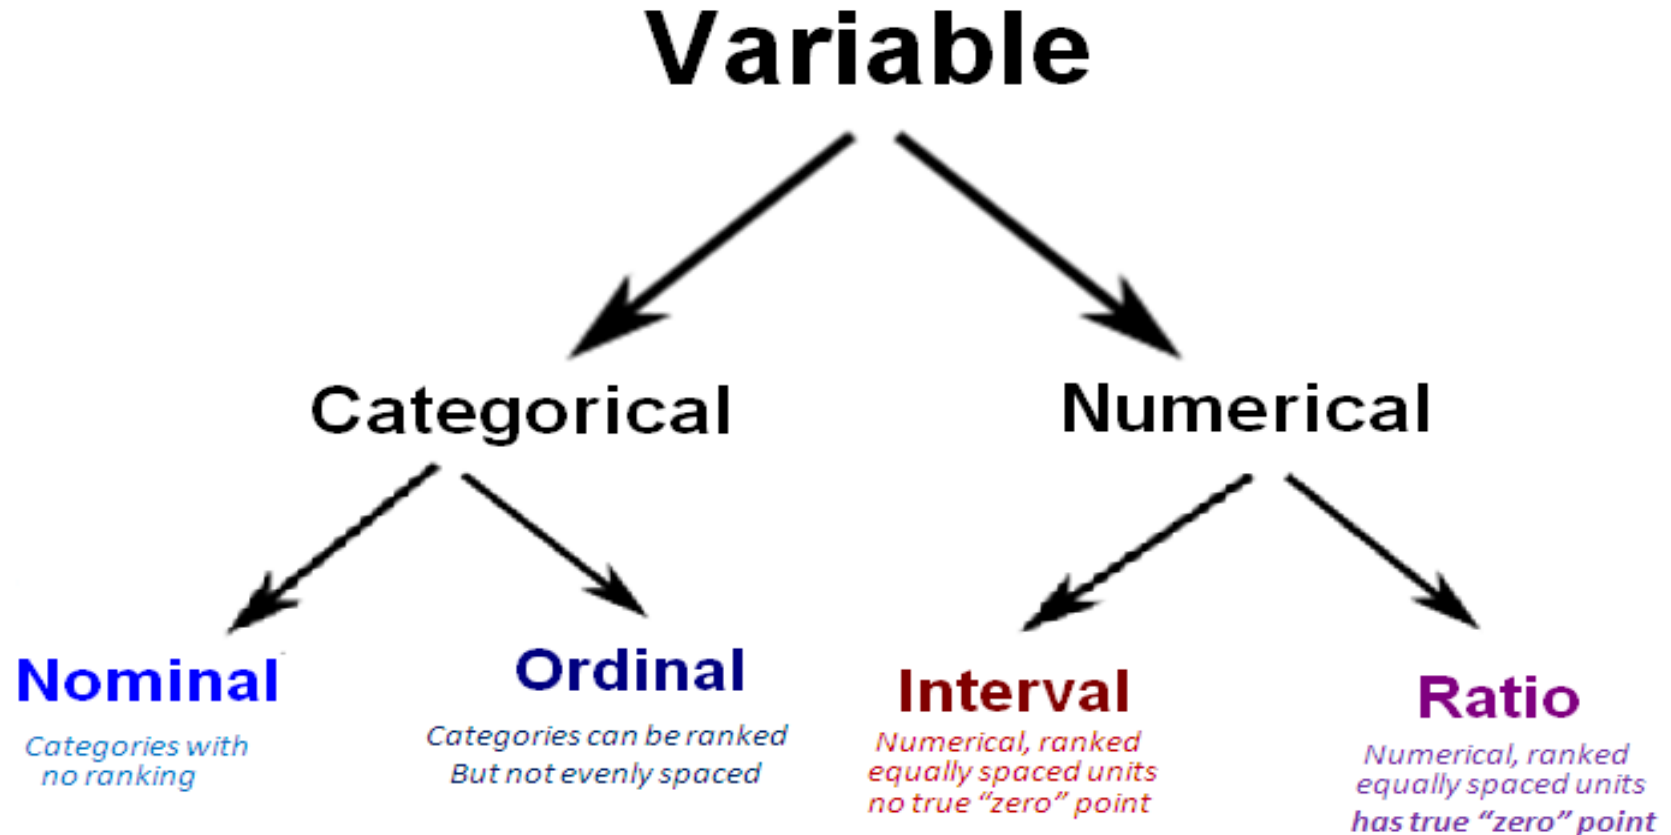 Variable
Categorical
Numerical
Nominal
Categories with
no ranking
Ordinal
Categories can be ranked
But not evenly spaced
Interval
Numerical, ranked
equally spaced units
no true “zero” point
Ratio
Numerical, ranked
equally spaced units
has true “zero” point